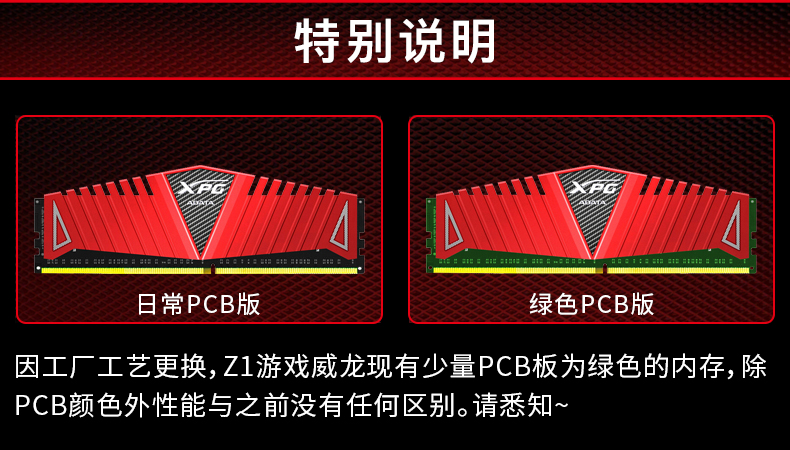 特别说明
XPG
ADATA
XPG
ADATA
日常PCB版
绿色PCB版
因工厂工艺更换，Z1游戏威龙现有少量PCB板为绿色的内存，除
PCB颜色外性能与之前没有任何区别。请悉知~